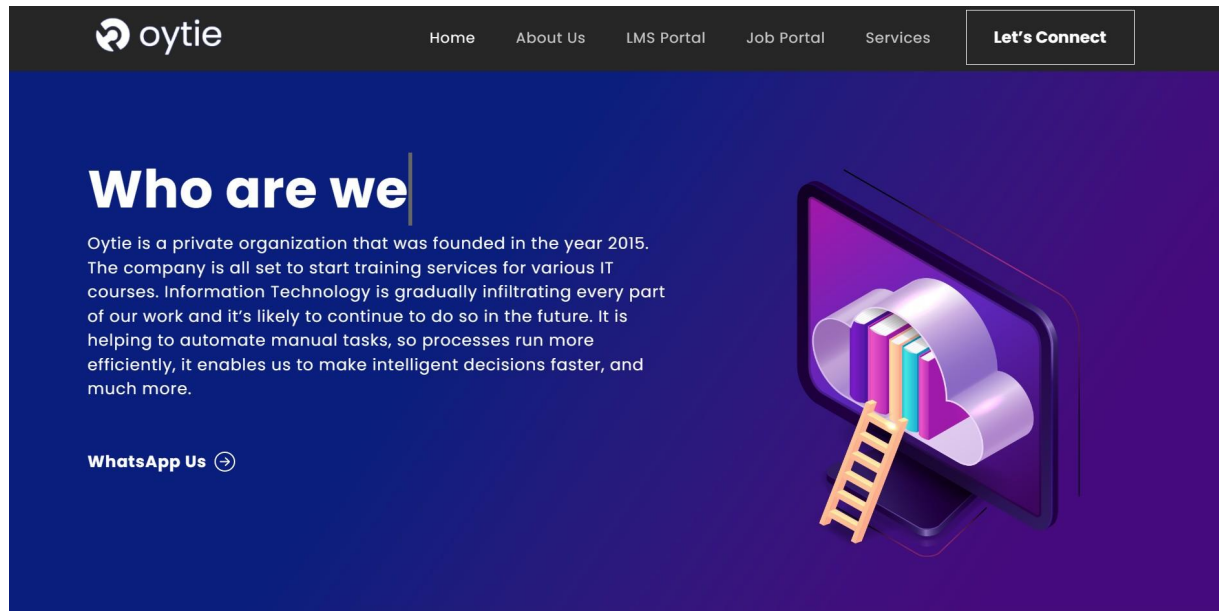 oytie
Home About Us LMS Portal Job Portal Services Let's Connect
Who are we
Oytie is a private organization that was founded in the year 2015.
The company is all set to start training services for various IT
courses. Information Technology is gradually infiltrating every part
of our work and it's likely to continue to do so in the future. It is
helping to automate manual tasks, so processes run more
efficiently, it enables us to make intelligent decisions faster, and
much more.
WhatsApp Us